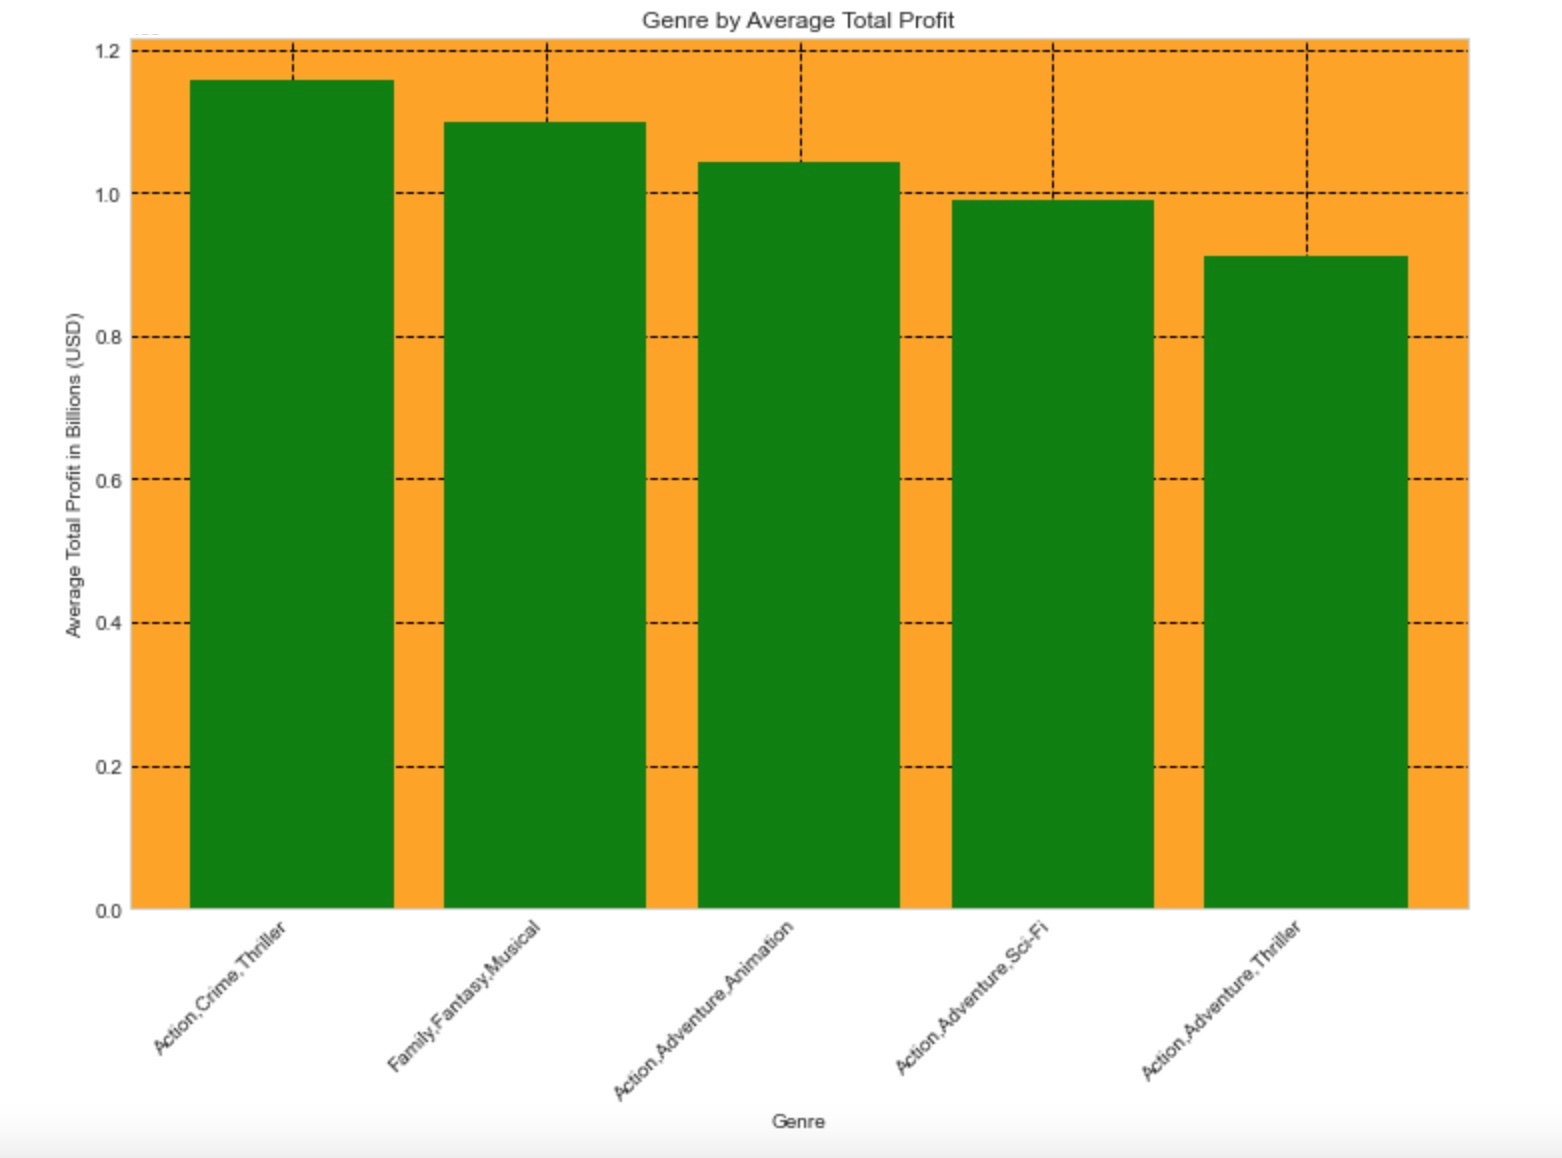 Genre by Average Total Profit
1.2
1.0
0.8
0.6
0.4
0.2
0.0
Average Total Profit in Billions (USD)
Action,Crime,Thriller
Family,Fantasy,Musical
Action,Adventure,Animation
Action,Adventure,Sci-Fi
Action,Adventure,Thriller
Genre